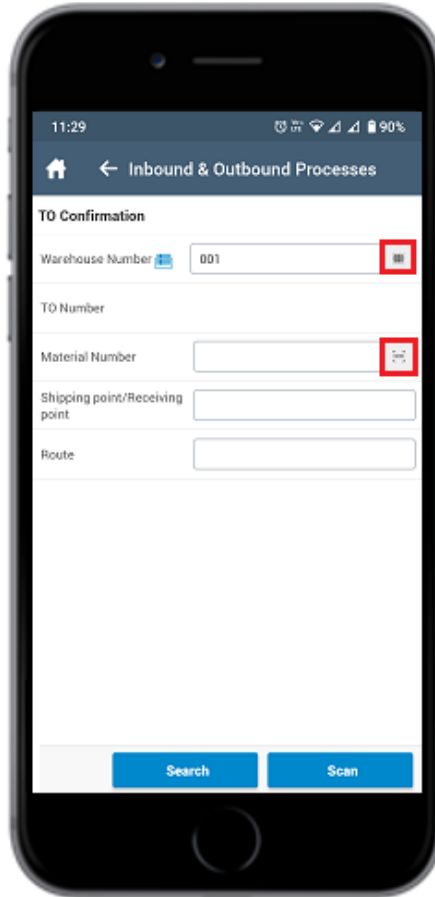 11:29
90%
Inbound & Outbound Processes
TO Confirmation
Warehouse Number
001
TO Number
Material Number
Shipping point/Receiving
point
Route
Search
Scan